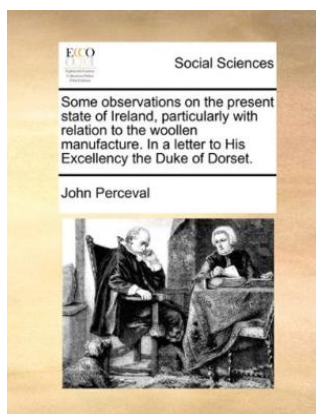 ECCO
Social Sciences
Some observations on the present
state of Ireland, particularly with
relation to the woollen
manufacture. In a letter to His
Excellency the Duke of Dorset.
John Perceval